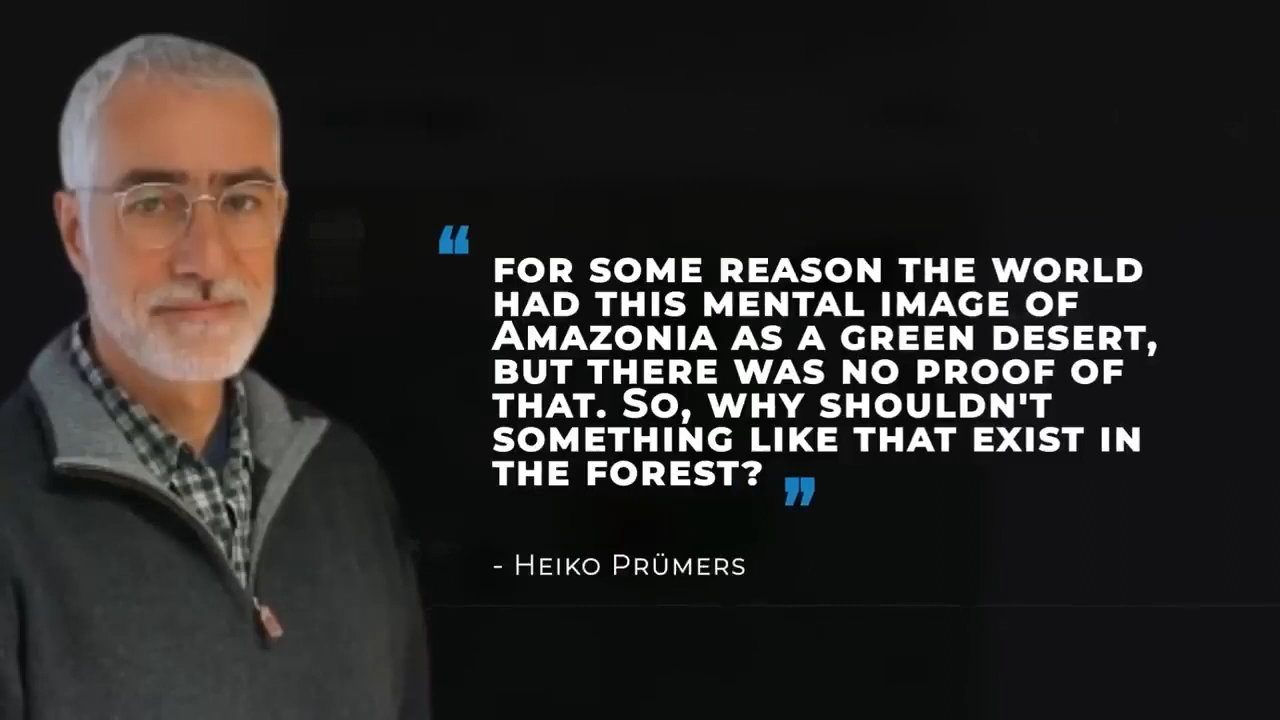 “
FOR SOME REASON THE WORLD
HAD THIS MENTAL IMAGE OF
AMAZONIA AS A GREEN DESERT,
BUT THERE WAS NO PROOF OF
THAT. SO, WHY SHOULDN'T
SOMETHING LIKE THAT EXIST IN
THE FOREST? ”
- HEIKO PRÜMERS